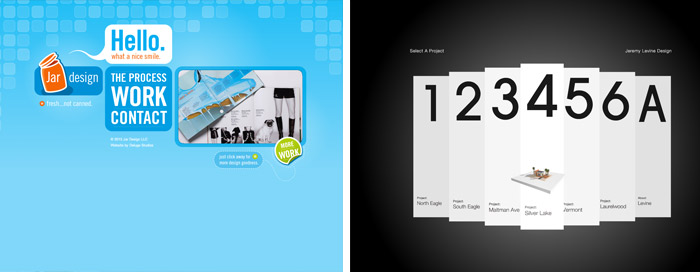 Hello.
what a nice smile.
Jar design
fresh...not canned.
THE PROCESS
WORK
CONTACT
MORE
WORK
just click away for
more design goodness
Select A Project
Jeremy Levine Design
1 2 3 4 5 6 A
Project
North Eagle
Project
South Eagle
Project
Maltman Ave
Project
Silver Lake
Project
Vermont
Project
Laurelwood
About
Levine